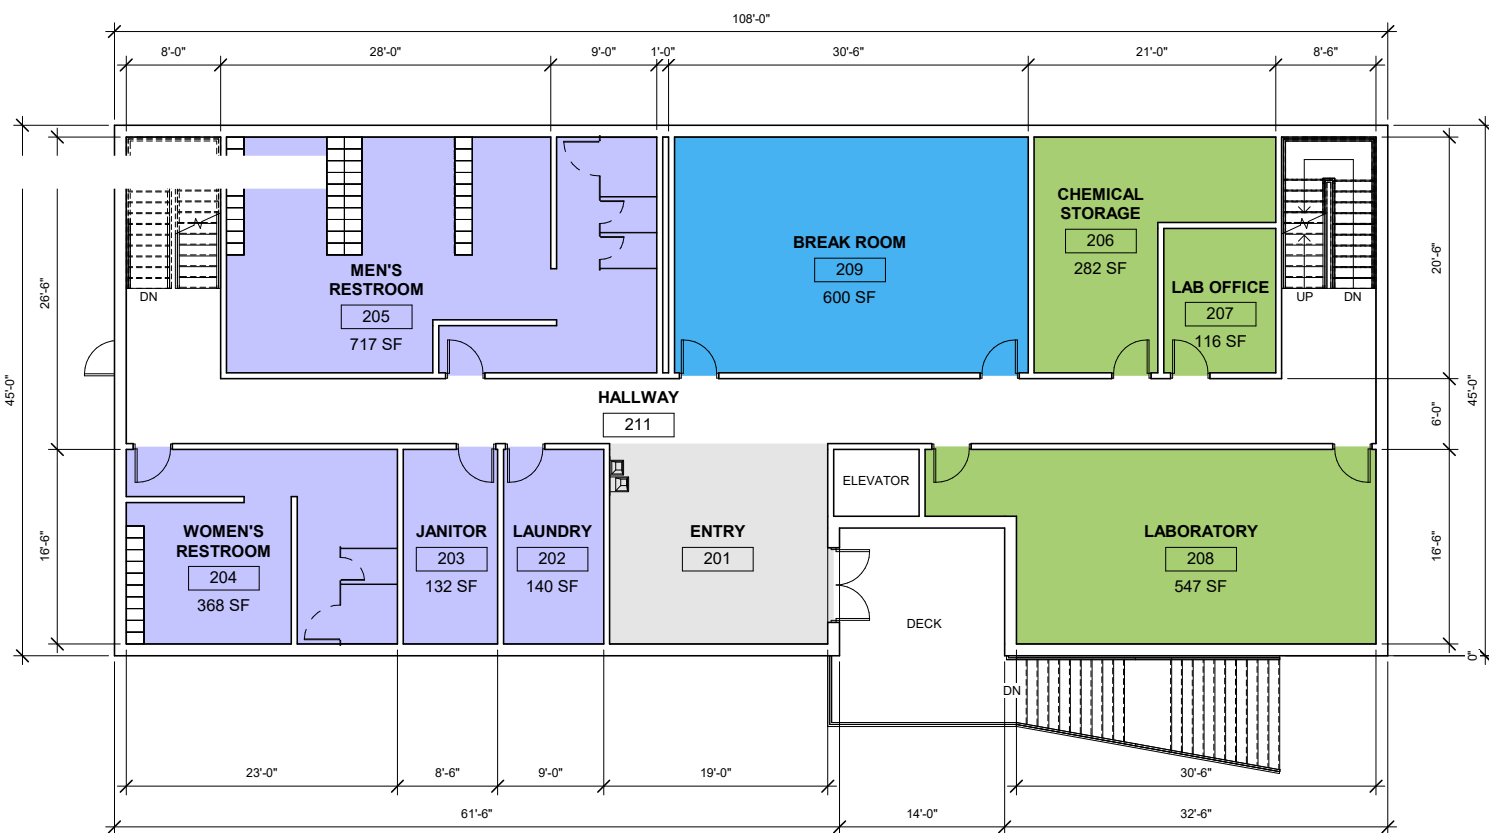 108'-0"
8'-0" 28'-0" 9'-0" 1'-0" 30'-6" 21'-0" 8'-6"
CHEMICAL
STORAGE
206
282 SF
BREAK ROOM
209
600 SF
MEN'S
RESTROOM
205
717 SF
LAB OFFICE
207
116 SF
DN
UP DN
26'-6"
20'-6"
45'-0"
6'-0"
45'-0"
HALLWAY
211
ELEVATOR
WOMEN'S
RESTROOM
204
368 SF
JANITOR
203
132 SF
LAUNDRY
202
140 SF
ENTRY
201
LABORATORY
208
547 SF
16'-6"
16'-6"
DECK
0"
DN
23'-0" 8'-6" 9'-0" 19'-0" 30'-6"
61'-6" 14'-0" 32'-6"